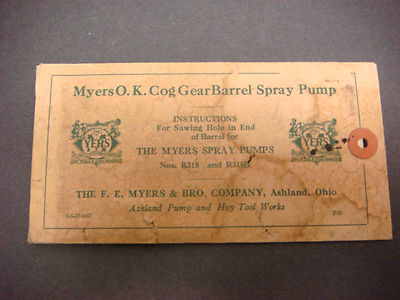 Myers O. K. Cog Gear Barrel Spray Pump
INSTRUCTIONS
For Sawing Hole in End
of Barrel for
THE MYERS SPRAY PUMPS
Nos. R318 and R318H
THE F. E. MYERS & BRO. COMPANY, Ashland, Ohio
Ashland Pump and Hay Tool Works